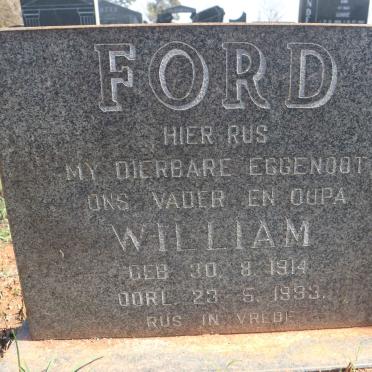 FORD
HIER RUS
MY DIERBARE EGGENOOT
ONS VADER EN OUPA
WILLIAM
GEB. 30. 8. 1914
OORL. 23. 6. 1993.
RUS IN VREDE